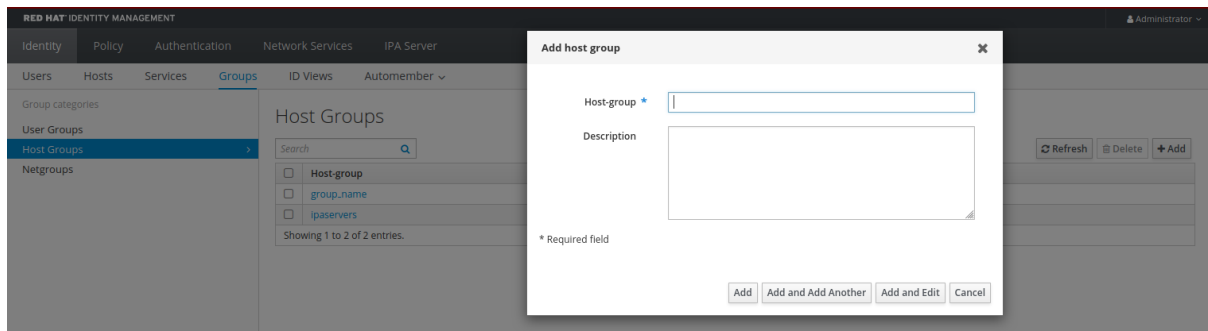 RED HAT IDENTITY MANAGEMENT
Administrator
Identity Policy Authentication Network Services IPA Server
Users Hosts Services Groups ID Views Automember
Group categories
User Groups
Host Groups
Netgroups
Host Groups
Search
Refresh Delete Add
Host-group
group_name
ipaservers
Showing 1 to 2 of 2 entries.
Add host group
Host-group *
Description
* Required field
Add Add and Add Another Add and Edit Cancel